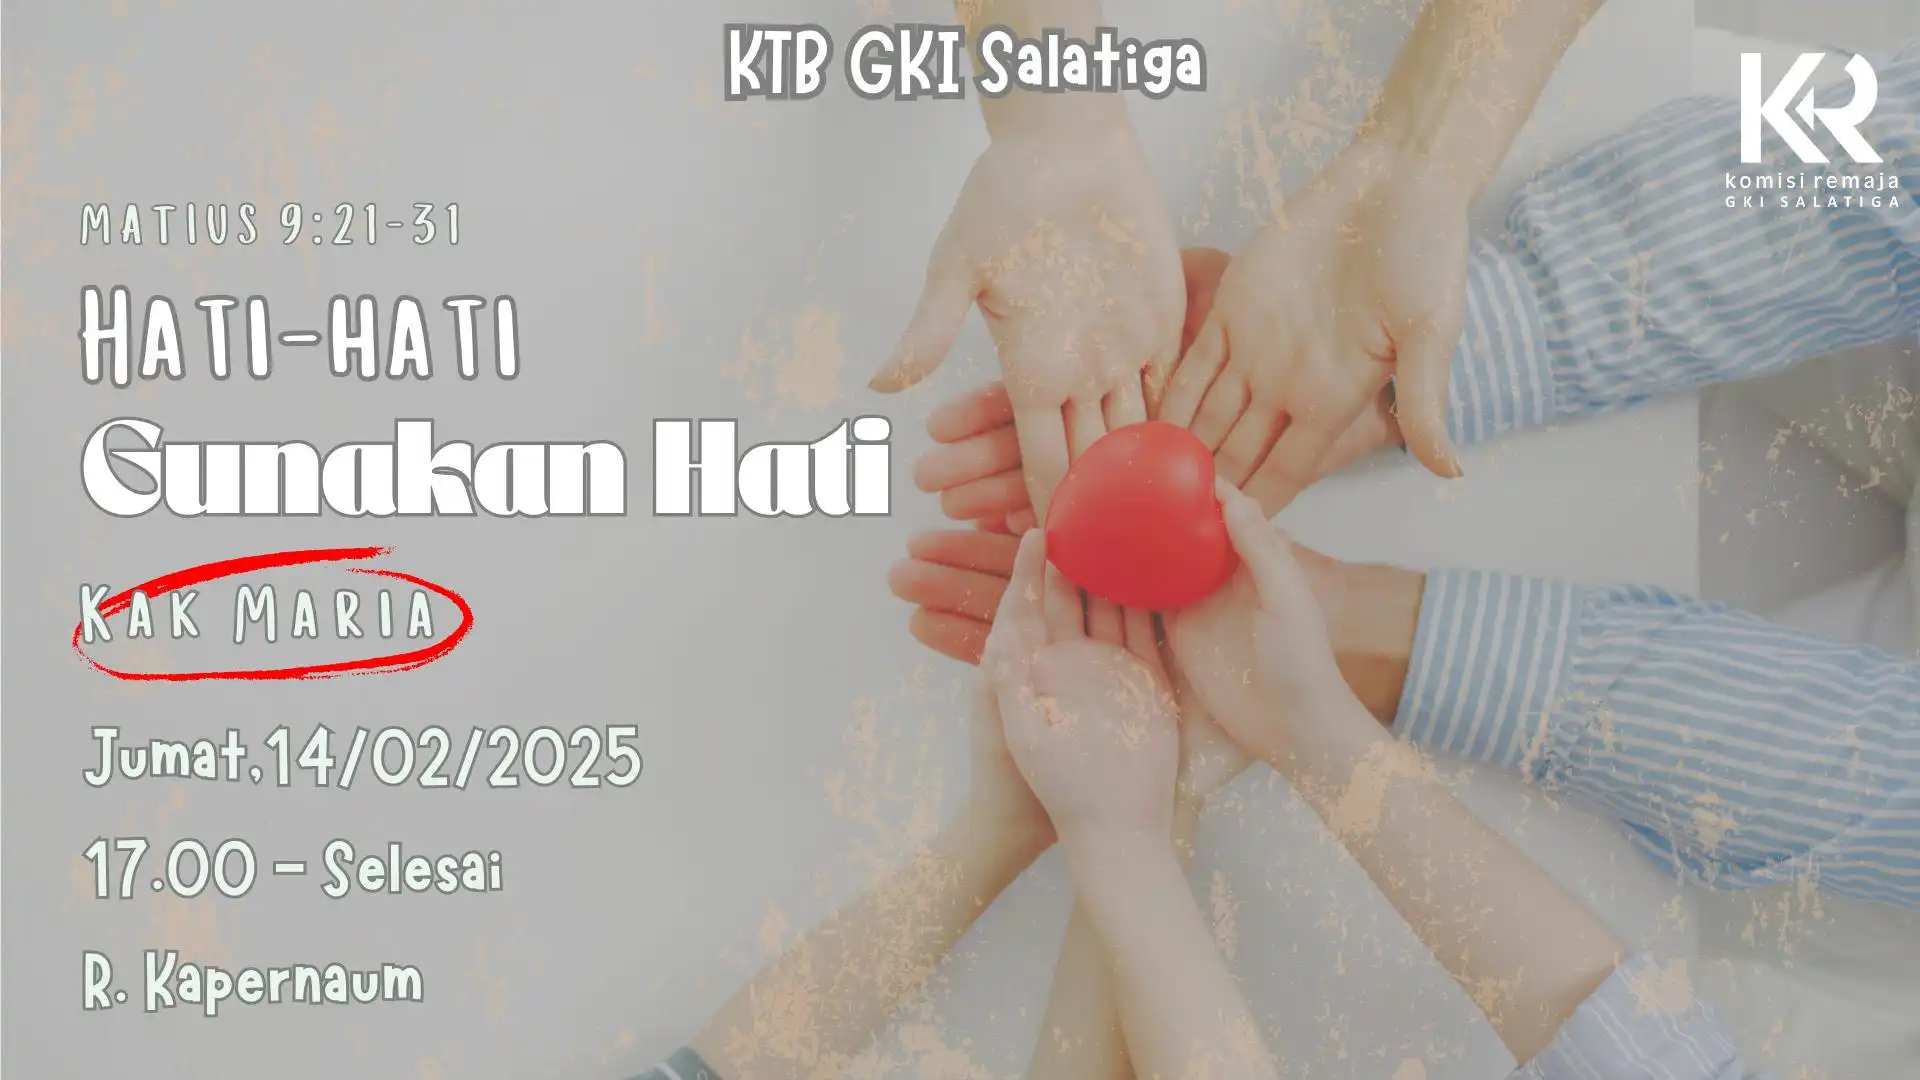 KTB GKI Salatiga
KR
komisi remaja
GKI SALATIGA
MATIUS 9:21-31
HATI-HATI
Gunakan Hati
KAK MARIA
Jumat,14/02/2025
17.00 – Selesai
R. Kapernaum